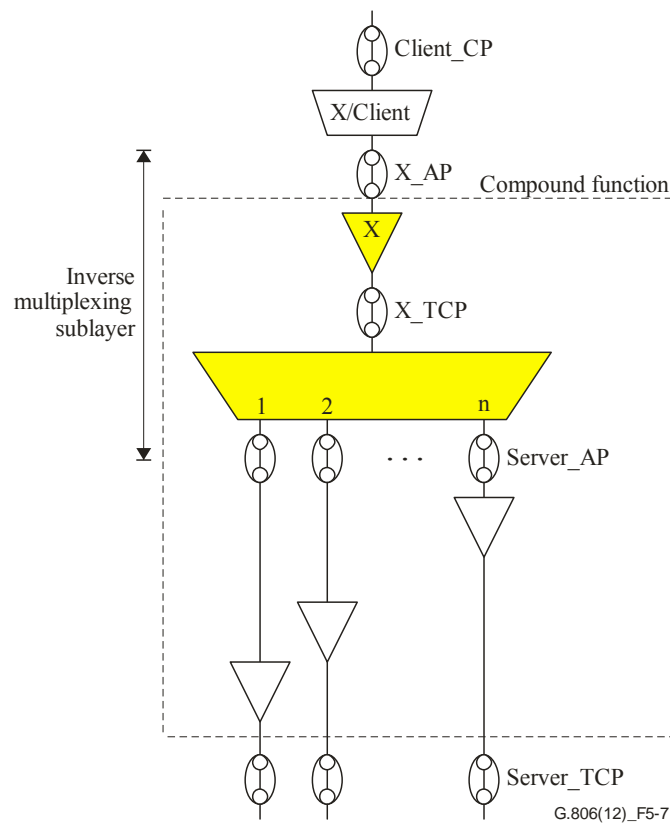 Client_CP
X/Client
X_AP
Compound function
X
Inverse
multiplexing
sublayer
X_TCP
1 2 n
. . .
Server_AP
Server_TCP
G.806(12)_F5-7